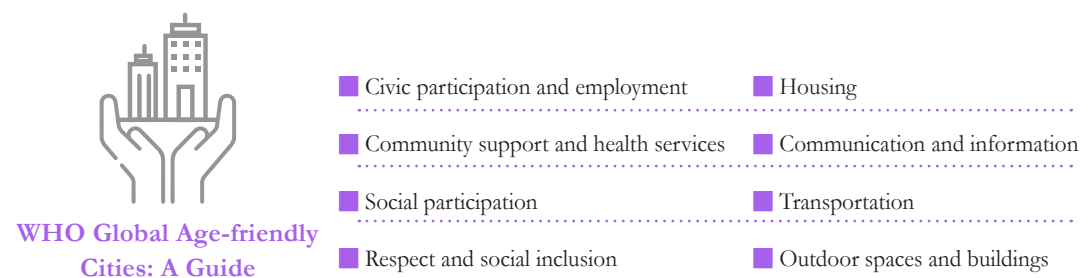 WHO Global Age-friendly
Cities: A Guide
Civic participation and employment
Community support and health services
Social participation
Respect and social inclusion
Housing
Communication and information
Transportation
Outdoor spaces and buildings